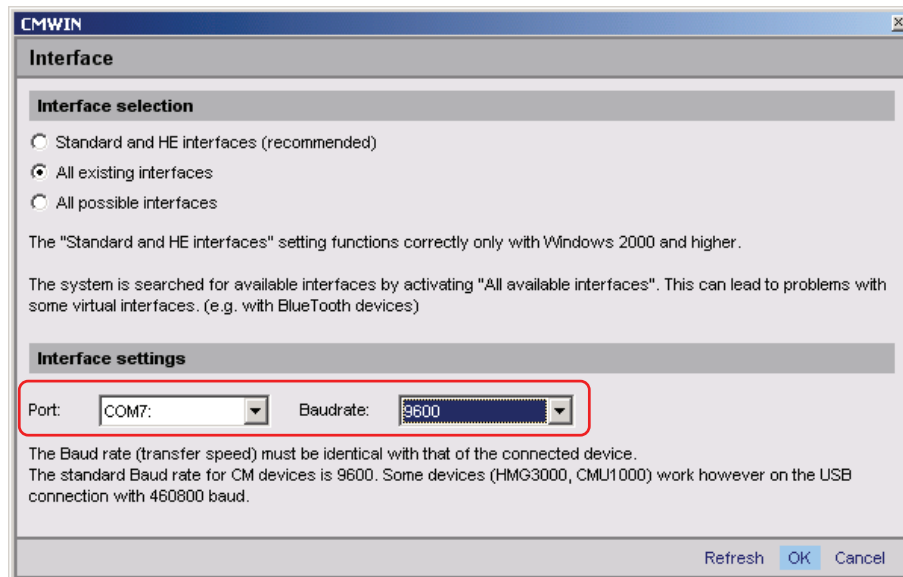 CMWIN
Interface
Interface selection
Standard and HE interfaces (recommended)
All existing interfaces
All possible interfaces
The "Standard and HE interfaces" setting functions correctly only with Windows 2000 and higher.
The system is searched for available interfaces by activating "All available interfaces". This can lead to problems with
some virtual interfaces. (e.g. with BlueTooth devices)
Interface settings
Port: COM7: Baudrate: 9600
The Baud rate (transfer speed) must be identical with that of the connected device.
The standard Baud rate for CM devices is 9600. Some devices (HMG3000, CMU1000) work however on the USB
connection with 460800 baud.
Refresh OK Cancel